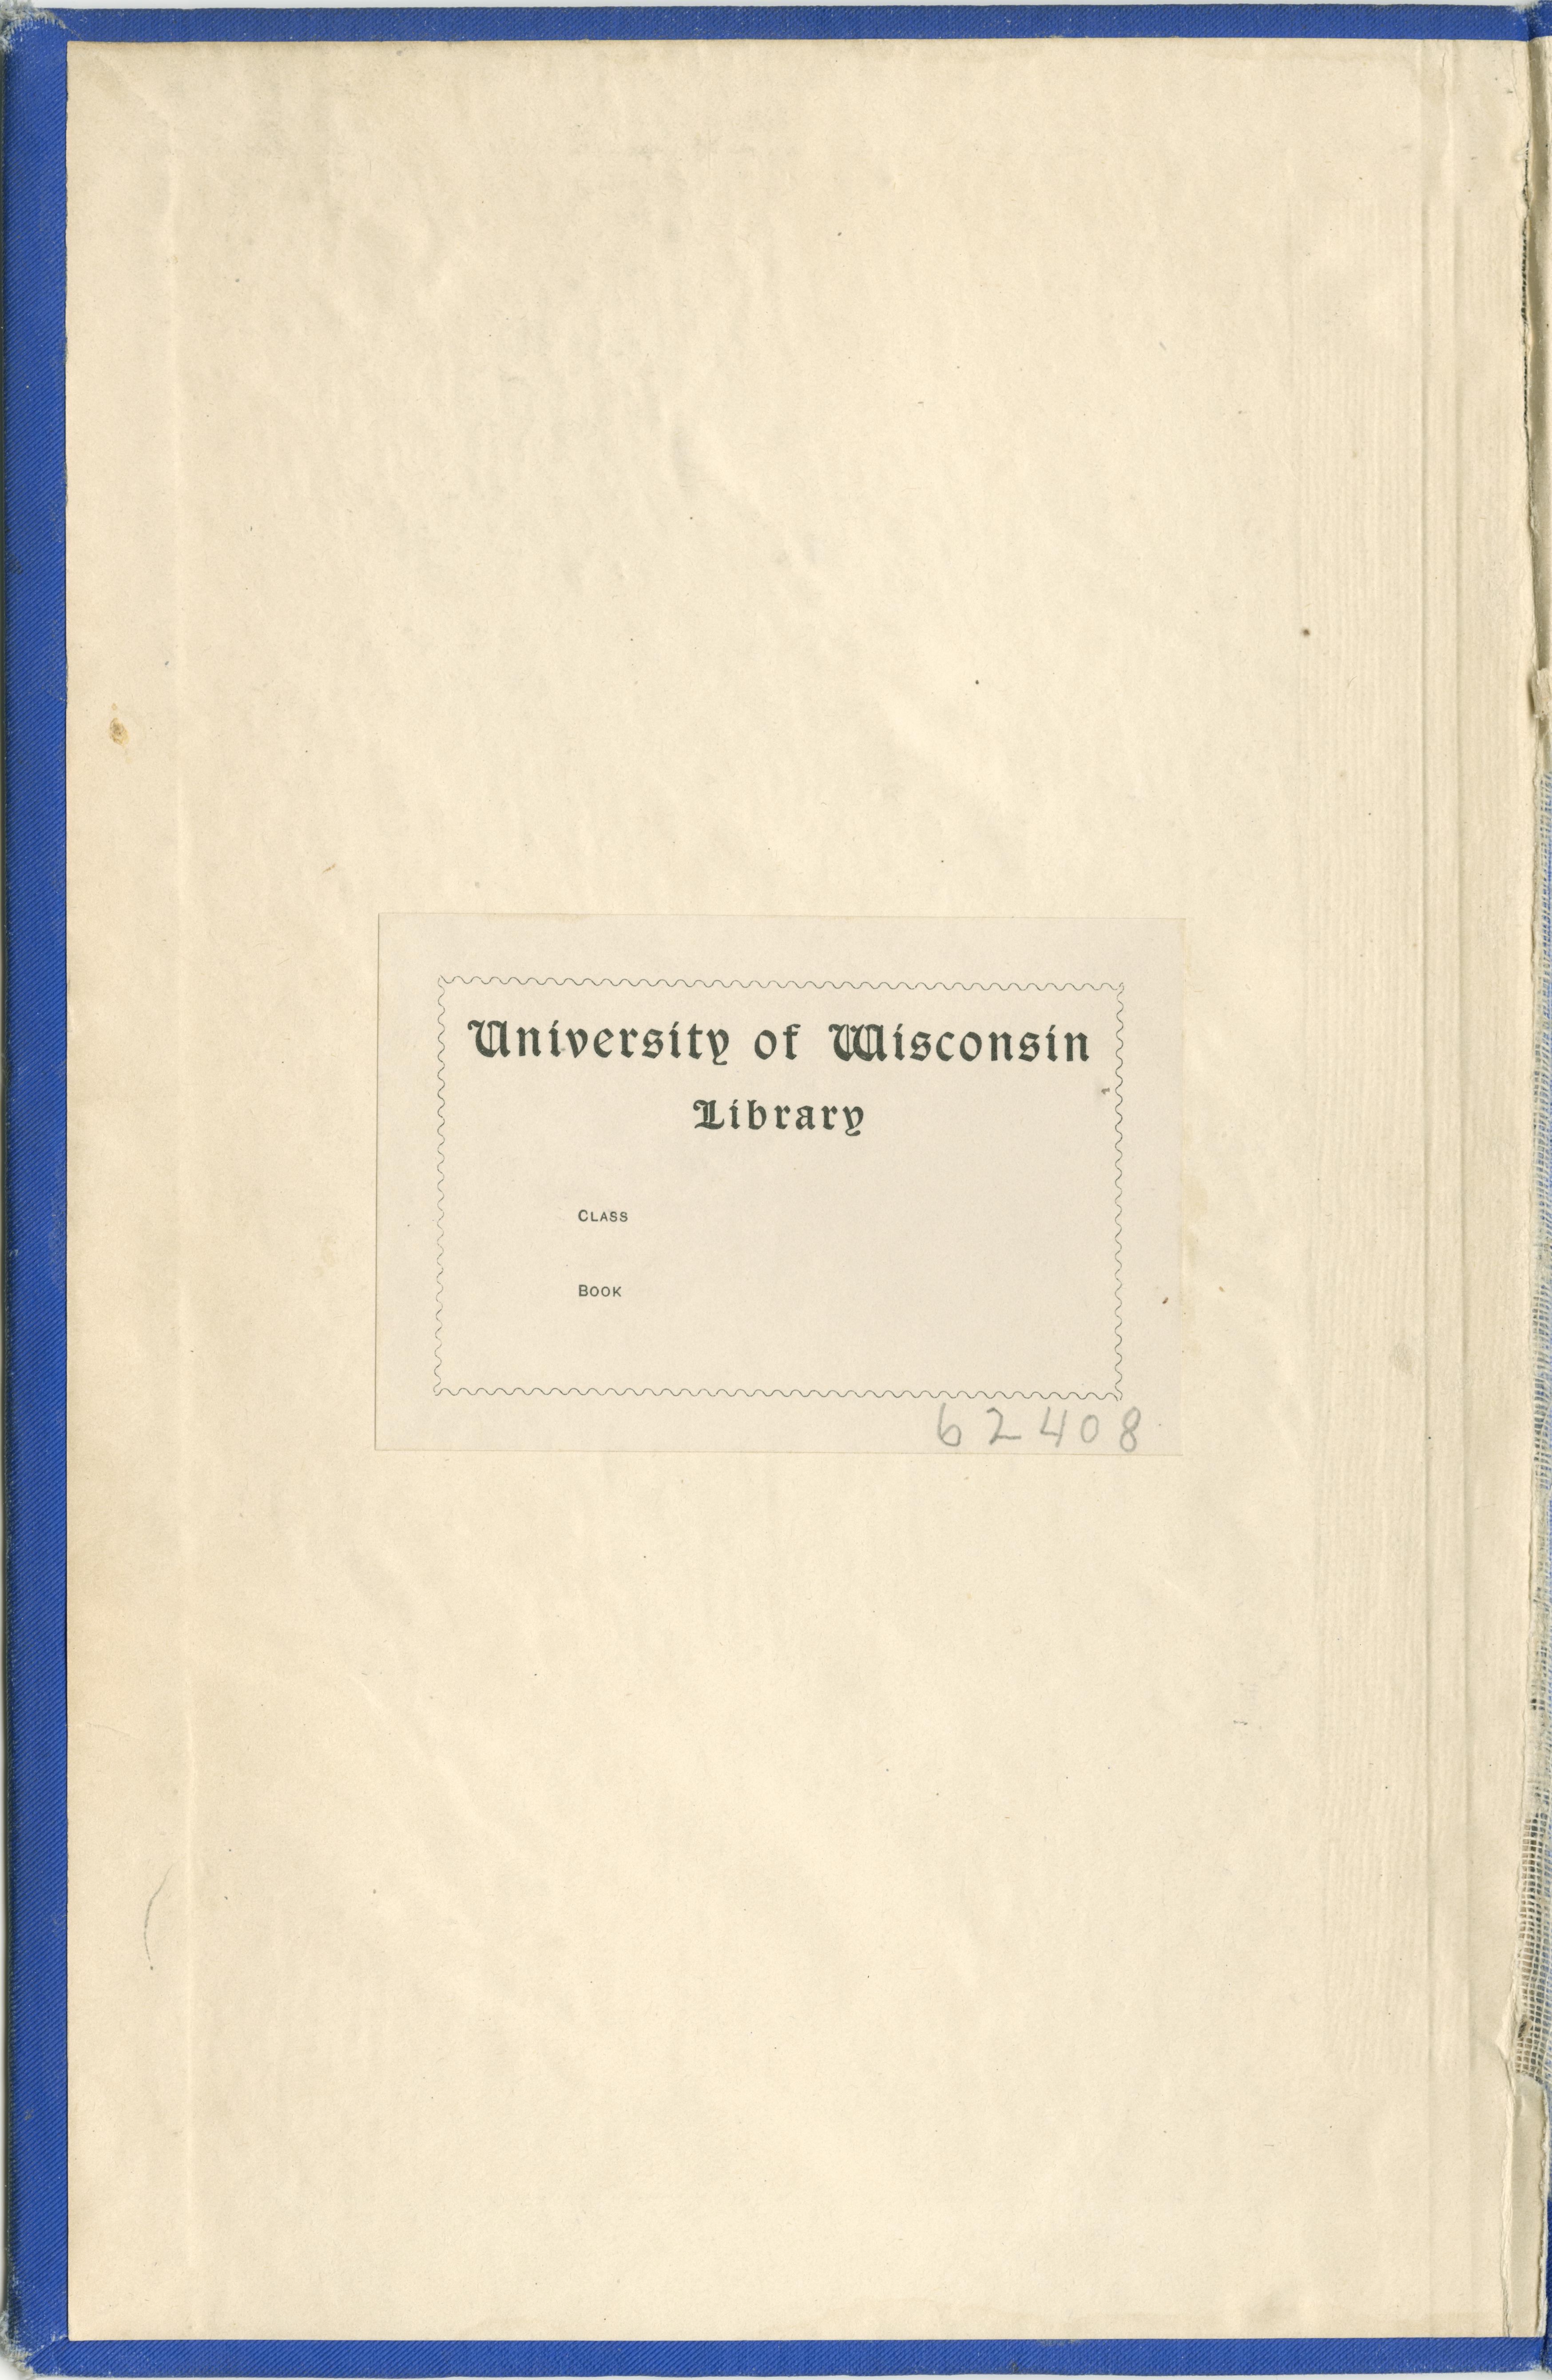 University of Wisconsin
Library
CLASS
BOOK
62408